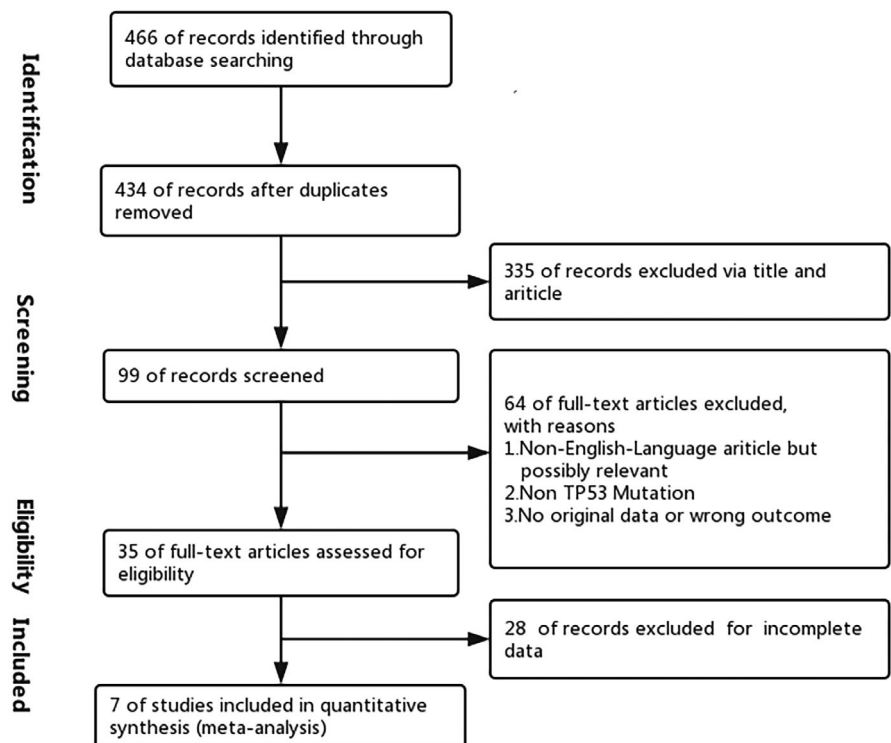 Identification
466 of records identified through
database searching
434 of records after duplicates
removed
335 of records excluded via title and
ariticle
Screening
99 of records screened
64 of full-text articles excluded,
with reasons
1.Non-English-Language ariticle but
possibly relevant
2.Non TP53 Mutation
3.No original data or wrong outcome
Eligibility
35 of full-text articles assessed for
eligibility
28 of records excluded for incomplete
data
Included
7 of studies included in quantitative
synthesis (meta-analysis)